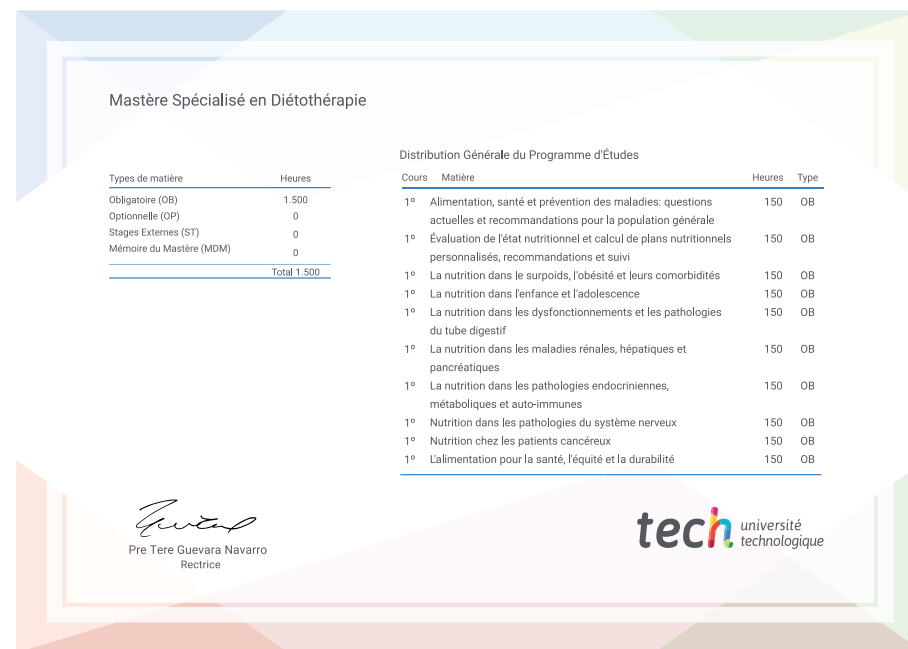 Mastère Spécialisé en Diétothérapie
Types de matière Heures
Obligatoire (OB) 1.500
Optionnelle (OP) 0
Stages Externes (ST) 0
Mémoire du Mastère (MDM) 0
Total 1.500
Distribution Générale du Programme d'Études
Cours Matière Heures Type
1º Alimentation, santé et prévention des maladies: questions 150 OB
actuelles et recommandations pour la population générale
1º Évaluation de l'état nutritionnel et calcul de plans nutritionnels 150 OB
personnalisés, recommandations et suivi
1º La nutrition dans le surpoids, l'obésité et leurs comorbidités 150 OB
1º La nutrition dans l'enfance et l'adolescence 150 OB
1º La nutrition dans les dysfonctionnements et les pathologies 150 OB
du tube digestif
1º La nutrition dans les maladies rénales, hépatiques et 150 OB
pancréatiques
1º La nutrition dans les pathologies endocriniennes, 150 OB
métaboliques et auto-immunes
1º Nutrition dans les pathologies du système nerveux 150 OB
1º Nutrition chez les patients cancéreux 150 OB
1º L'alimentation pour la santé, l'équité et la durabilité 150 OB
Pre Tere Guevara Navarro
Rectrice
tech université
technologique